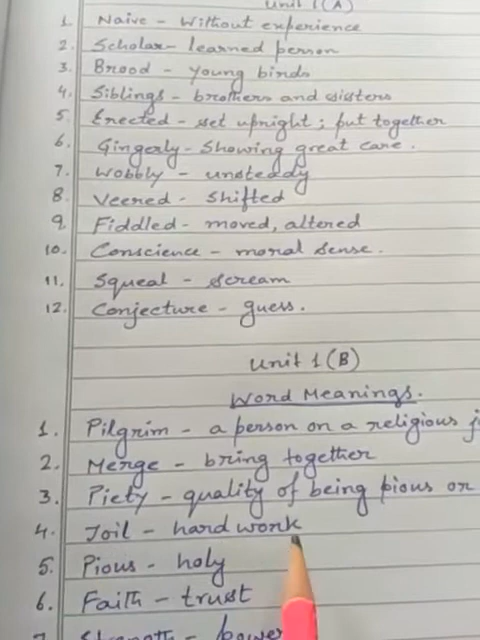 Unit 1(A)
1. Naive - Without experience
2. Scholar - learned person
3. Brood - young birds
4. Siblings - brothers and sisters
5. Erected - set upright; put together
6. Gingerly - Showing great care.
7. Wobbly - unsteady
8. Veered - Shifted
9. Fiddled - moved, altered
10. Conscience - moral sense.
11. Squeal - scream
12. Conjecture - guess.
Unit 1(B)
Word Meanings.
1. Pilgrim - a person on a religious
2. Merge - bring together
3. Piety - quality of being pious or
4. Toil - hard work
5. Pious - holy
6. Faith - trust
7. Strength - power